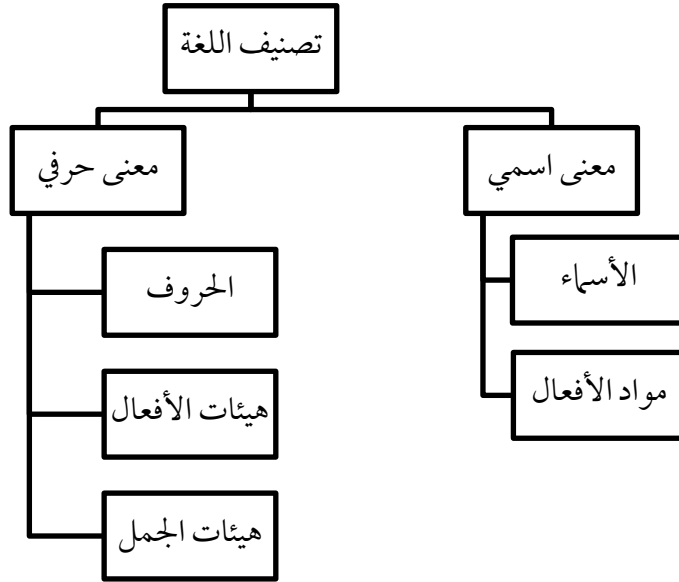 تصنيف اللغة
معنى اسمي
الأسماء
مواد الأفعال
معنى حرفي
الحروف
هيئات الأفعال
هيئات الجمل